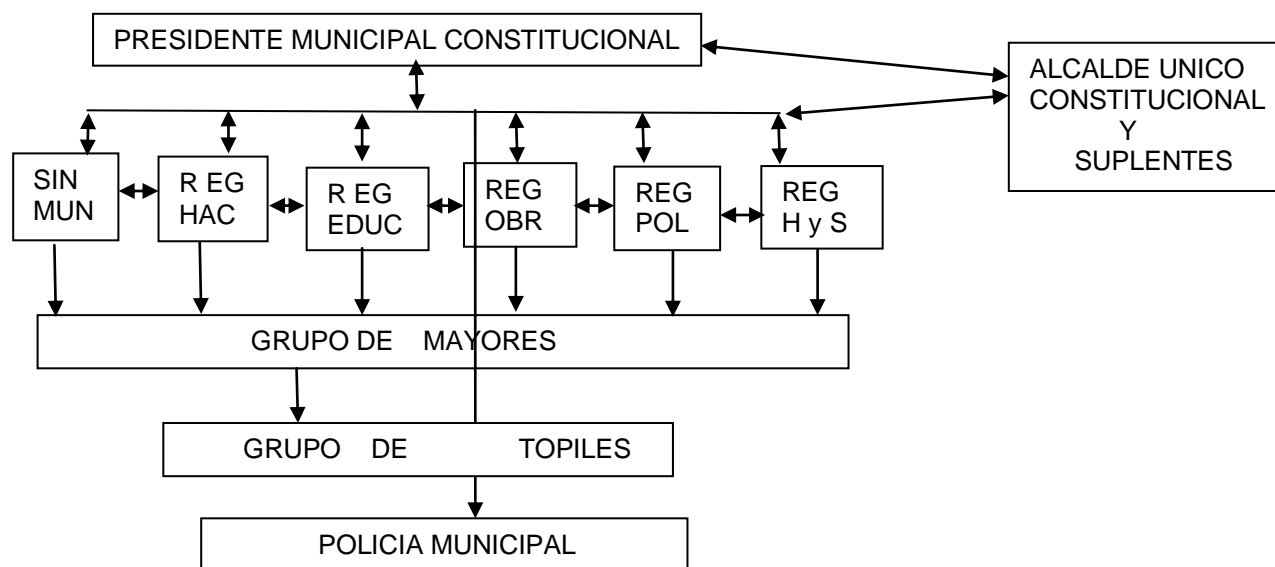 PRESIDENTE MUNICIPAL CONSTITUCIONAL
ALCALDE UNICO
CONSTITUCIONAL
Y
SUPLENTES
SIN
MUN
R EG
HAC
R EG
EDUC
REG
OBR
REG
POL
REG
H y S
GRUPO DE MAYORES
GRUPO DE TOPILES
POLICIA MUNICIPAL